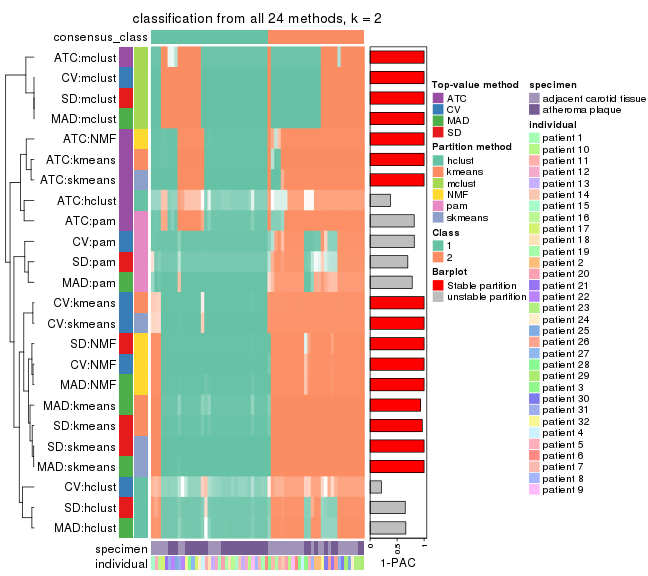 classification from all 24 methods, k = 2
consensus_class
ATC:mclust
CV:mclust
SD:mclust
MAD:mclust
ATC:NMF
ATC:kmeans
ATC:skmeans
ATC:hclust
ATC:pam
CV:pam
SD:pam
MAD:pam
CV:kmeans
CV:skmeans
SD:NMF
CV:NMF
MAD:NMF
MAD:kmeans
SD:kmeans
SD:skmeans
MAD:skmeans
CV:hclust
SD:hclust
MAD:hclust
specimen
individual
0
0.5
1
1-PAC
Top-value method
ATC
CV
MAD
SD
Partition method
hclust
kmeans
mclust
NMF
pam
skmeans
Class
1
2
Barplot
Stable partition
unstable partition
specimen
adjacent carotid tissue
atheroma plaque
individual
patient 1
patient 10
patient 11
patient 12
patient 13
patient 14
patient 15
patient 16
patient 17
patient 18
patient 19
patient 2
patient 20
patient 21
patient 22
patient 23
patient 24
patient 25
patient 26
patient 27
patient 28
patient 29
patient 3
patient 30
patient 31
patient 32
patient 4
patient 5
patient 6
patient 7
patient 8
patient 9